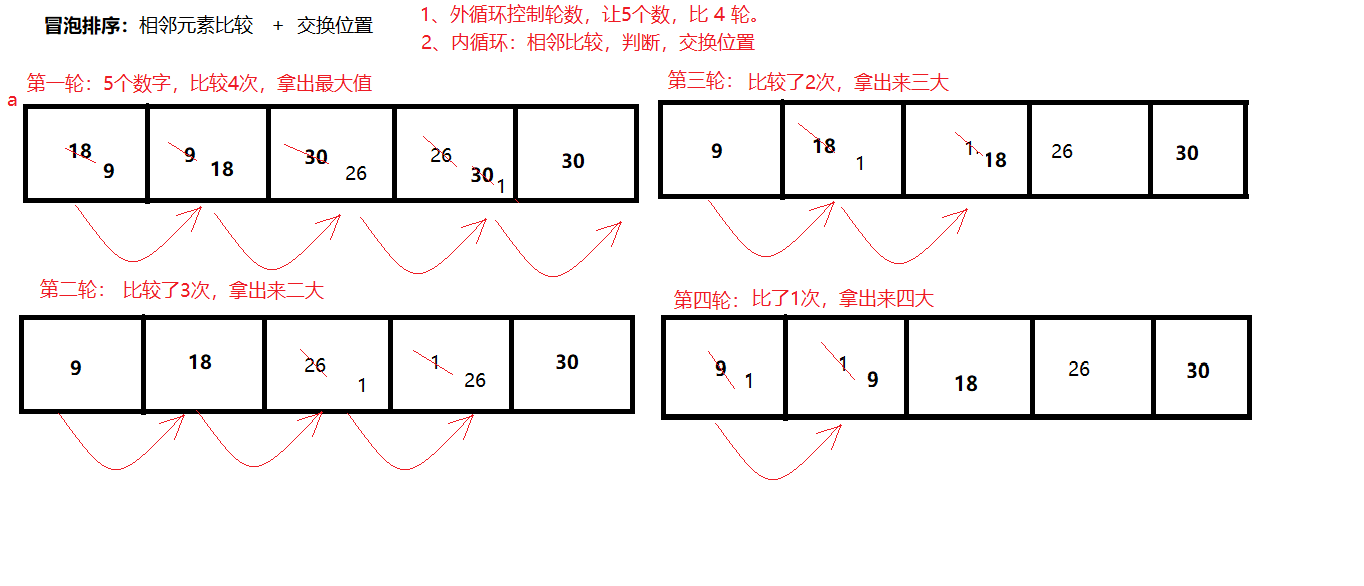 冒泡排序：相邻元素比较 + 交换位置
1、外循环控制轮数，让5个数，比 4 轮。
2、内循环：相邻比较，判断，交换位置
第一轮：5个数字，比较4次，拿出最大值
a
18 9 9 18 30 26 26 30 1 30
第二轮： 比较了3次，拿出来二大
9 18 26 1 1 26 30
第三轮： 比较了2次，拿出来三大
9 18 1 1 18 26 30
第四轮： 比了1次，拿出来四大
9 1 1 9 18 26 30